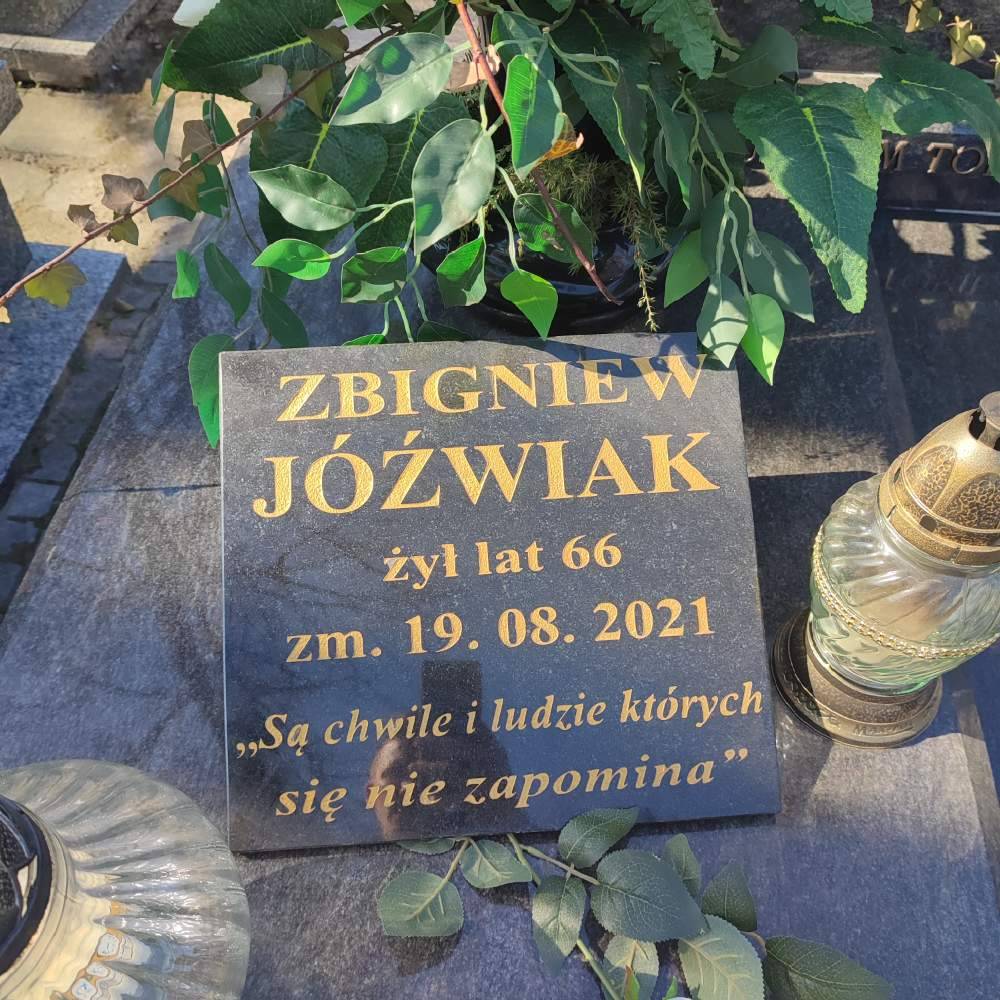 ZBIGNIEW
JÓŹWIAK
żył lat 66
zm. 19. 08. 2021
„Są chwile i ludzie których
się nie zapomina”